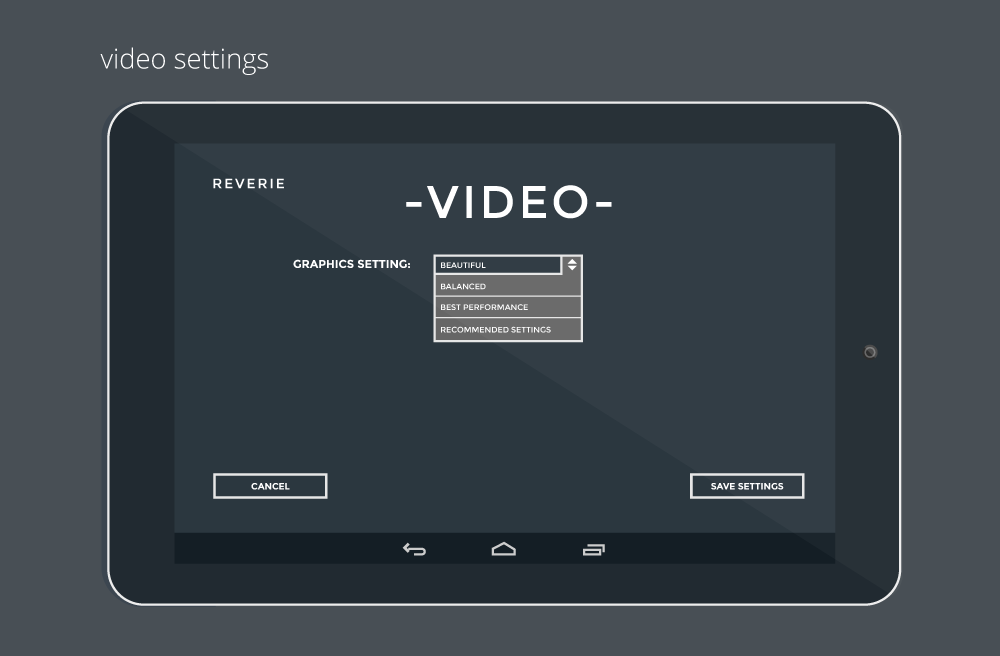 video settings
REVERIE
-VIDEO-
GRAPHICS SETTING:
BEAUTIFUL
BALANCED
BEST PERFORMANCE
RECOMMENDED SETTINGS
CANCEL
SAVE SETTINGS